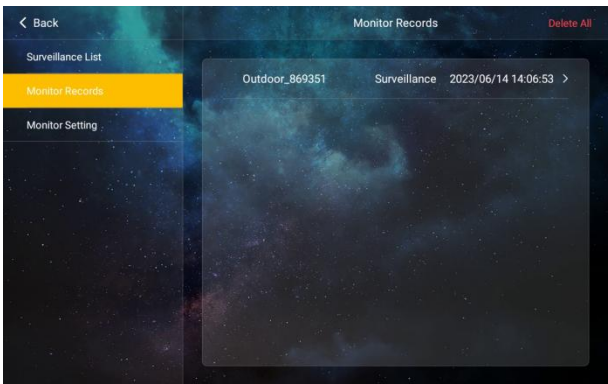 Back
Monitor Records
Delete All
Surveillance List
Monitor Records
Monitor Setting
Outdoor_869351 Surveillance 2023/06/14 14:06:53 >